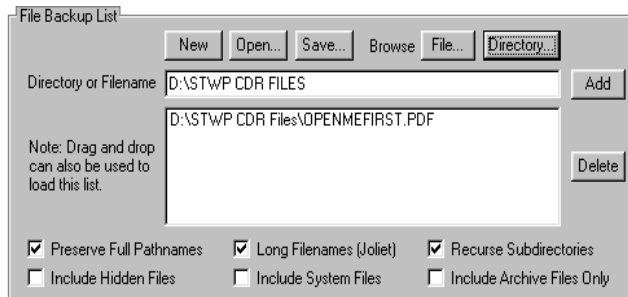 File Backup List
New Open... Save... Browse File... Directory...
Directory or Filename D:\STWP CDR FILES Add
D:\STWP CDR Files\OPENMEFIRST.PDF
Note: Drag and drop
can also be used to
load this list.
Delete
Preserve Full Pathnames Long Filenames (Joliet) Recurse Subdirectories
Include Hidden Files Include System Files Include Archive Files Only